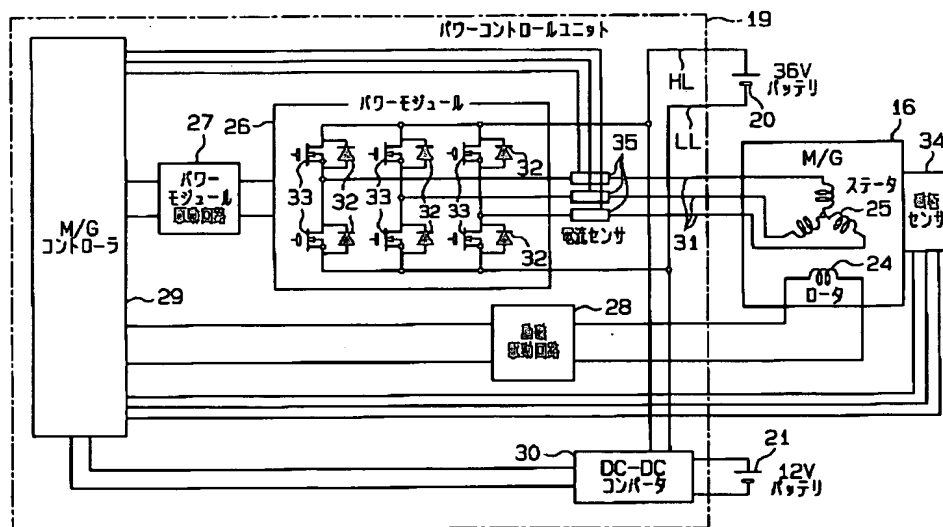 19
パワーコントロールユニット
HL
LL
36V
バッテリ
20
パワーモジュール
26
27
パワー
モジュール
駆動回路
33
32
33
32
33
32
32
32
32
35
電流センサ
31
16
M/G
ステータ
25
24
ロータ
34
センサ
M/G
コントローラ
29
28
駆動回路
30
DC-DC
コンバータ
21
12V
バッテリ